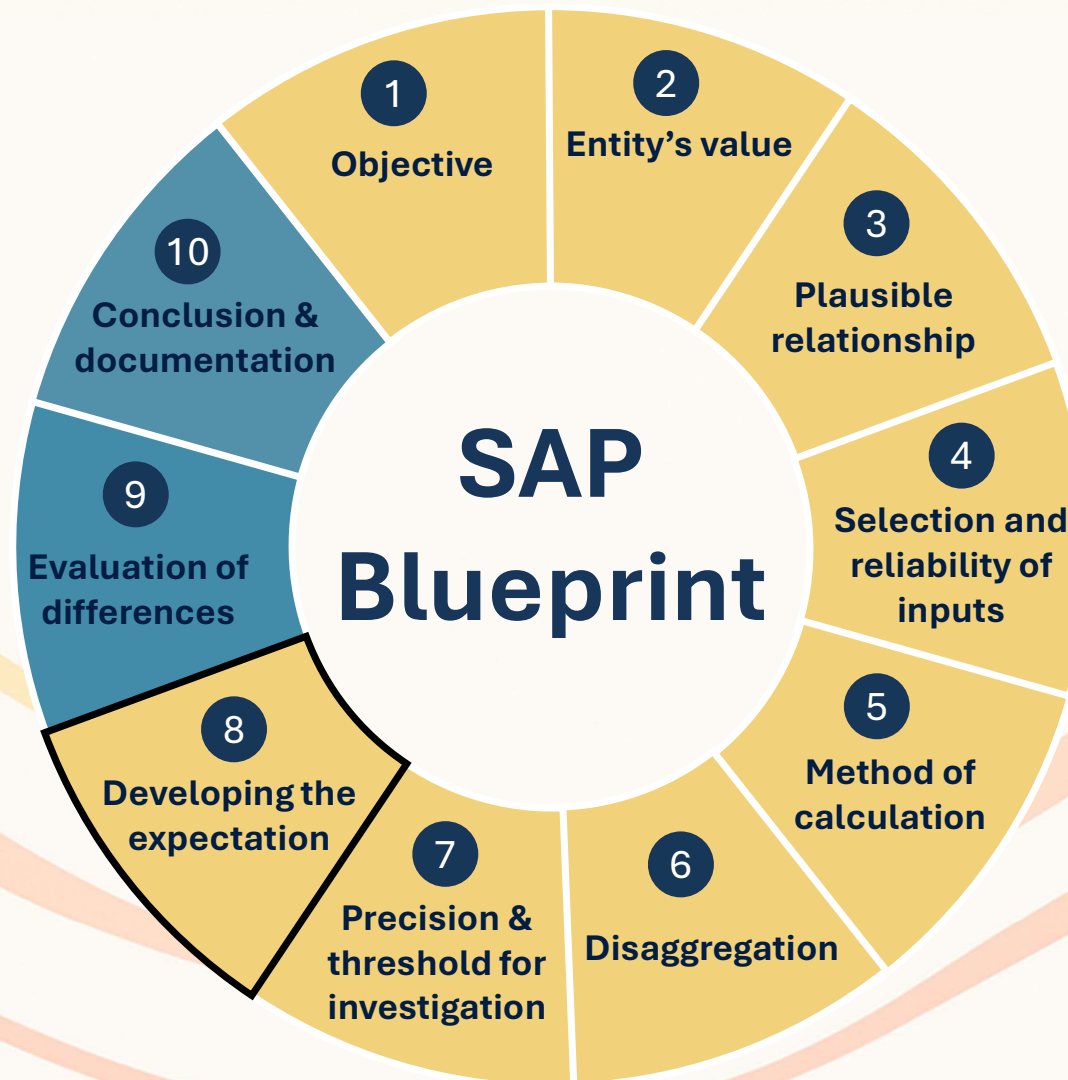 1
Objective
2
Entity’s value
3
Plausible
relationship
4
Selection and
reliability of
inputs
5
Method of
calculation
6
Disaggregation
7
Precision &
threshold for
investigation
8
Developing the
expectation
9
Evaluation of
differences
10
Conclusion &
documentation
SAP
Blueprint